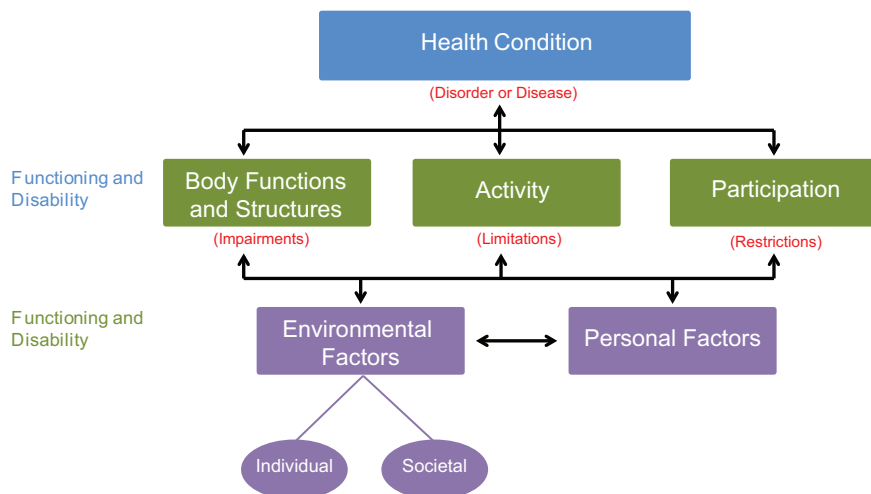 Health Condition
(Disorder or Disease)
Functioning and
Disability
Body Functions
and Structures
Activity
Participation
(Impairments)
(Limitations)
(Restrictions)
Functioning and
Disability
Environmental
Factors
Personal Factors
Individual
Societal